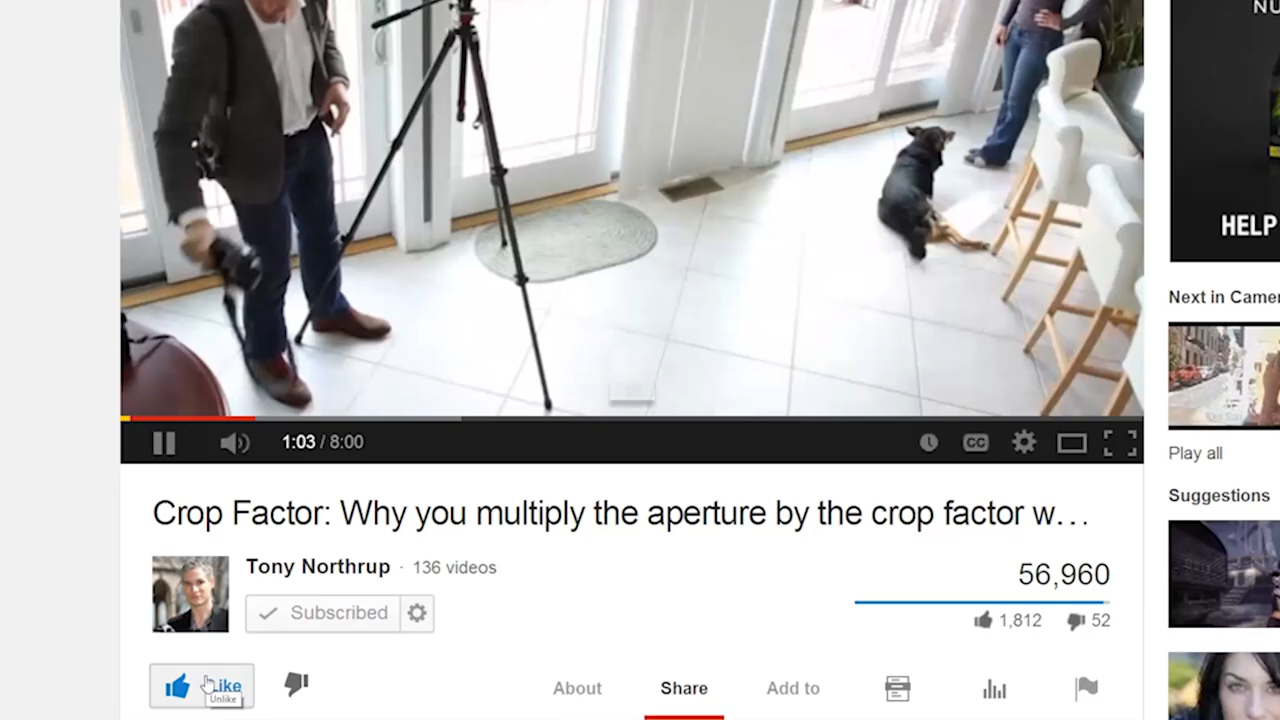 NU
HELP
Next in Camer
1:03 / 8:00
CC
Play all
Suggestions
Crop Factor: Why you multiply the aperture by the crop factor w...
Tony Northrup · 136 videos
Subscribed
56,960
1,812 52
Like
Unlike
About Share Add to